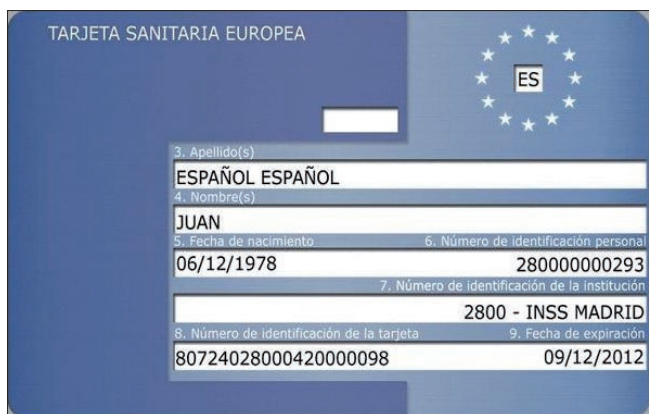 TARJETA SANITARIA EUROPEA
ES
3. Apellido(s)
ESPAÑOL ESPAÑOL
4. Nombre(s)
JUAN
5. Fecha de nacimiento 6. Número de identificación personal
06/12/1978 280000000293
7. Número de identificación de la institución
2800 - INSS MADRID
8. Número de identificación de la tarjeta 9. Fecha de expiración
80724028000420000098 09/12/2012